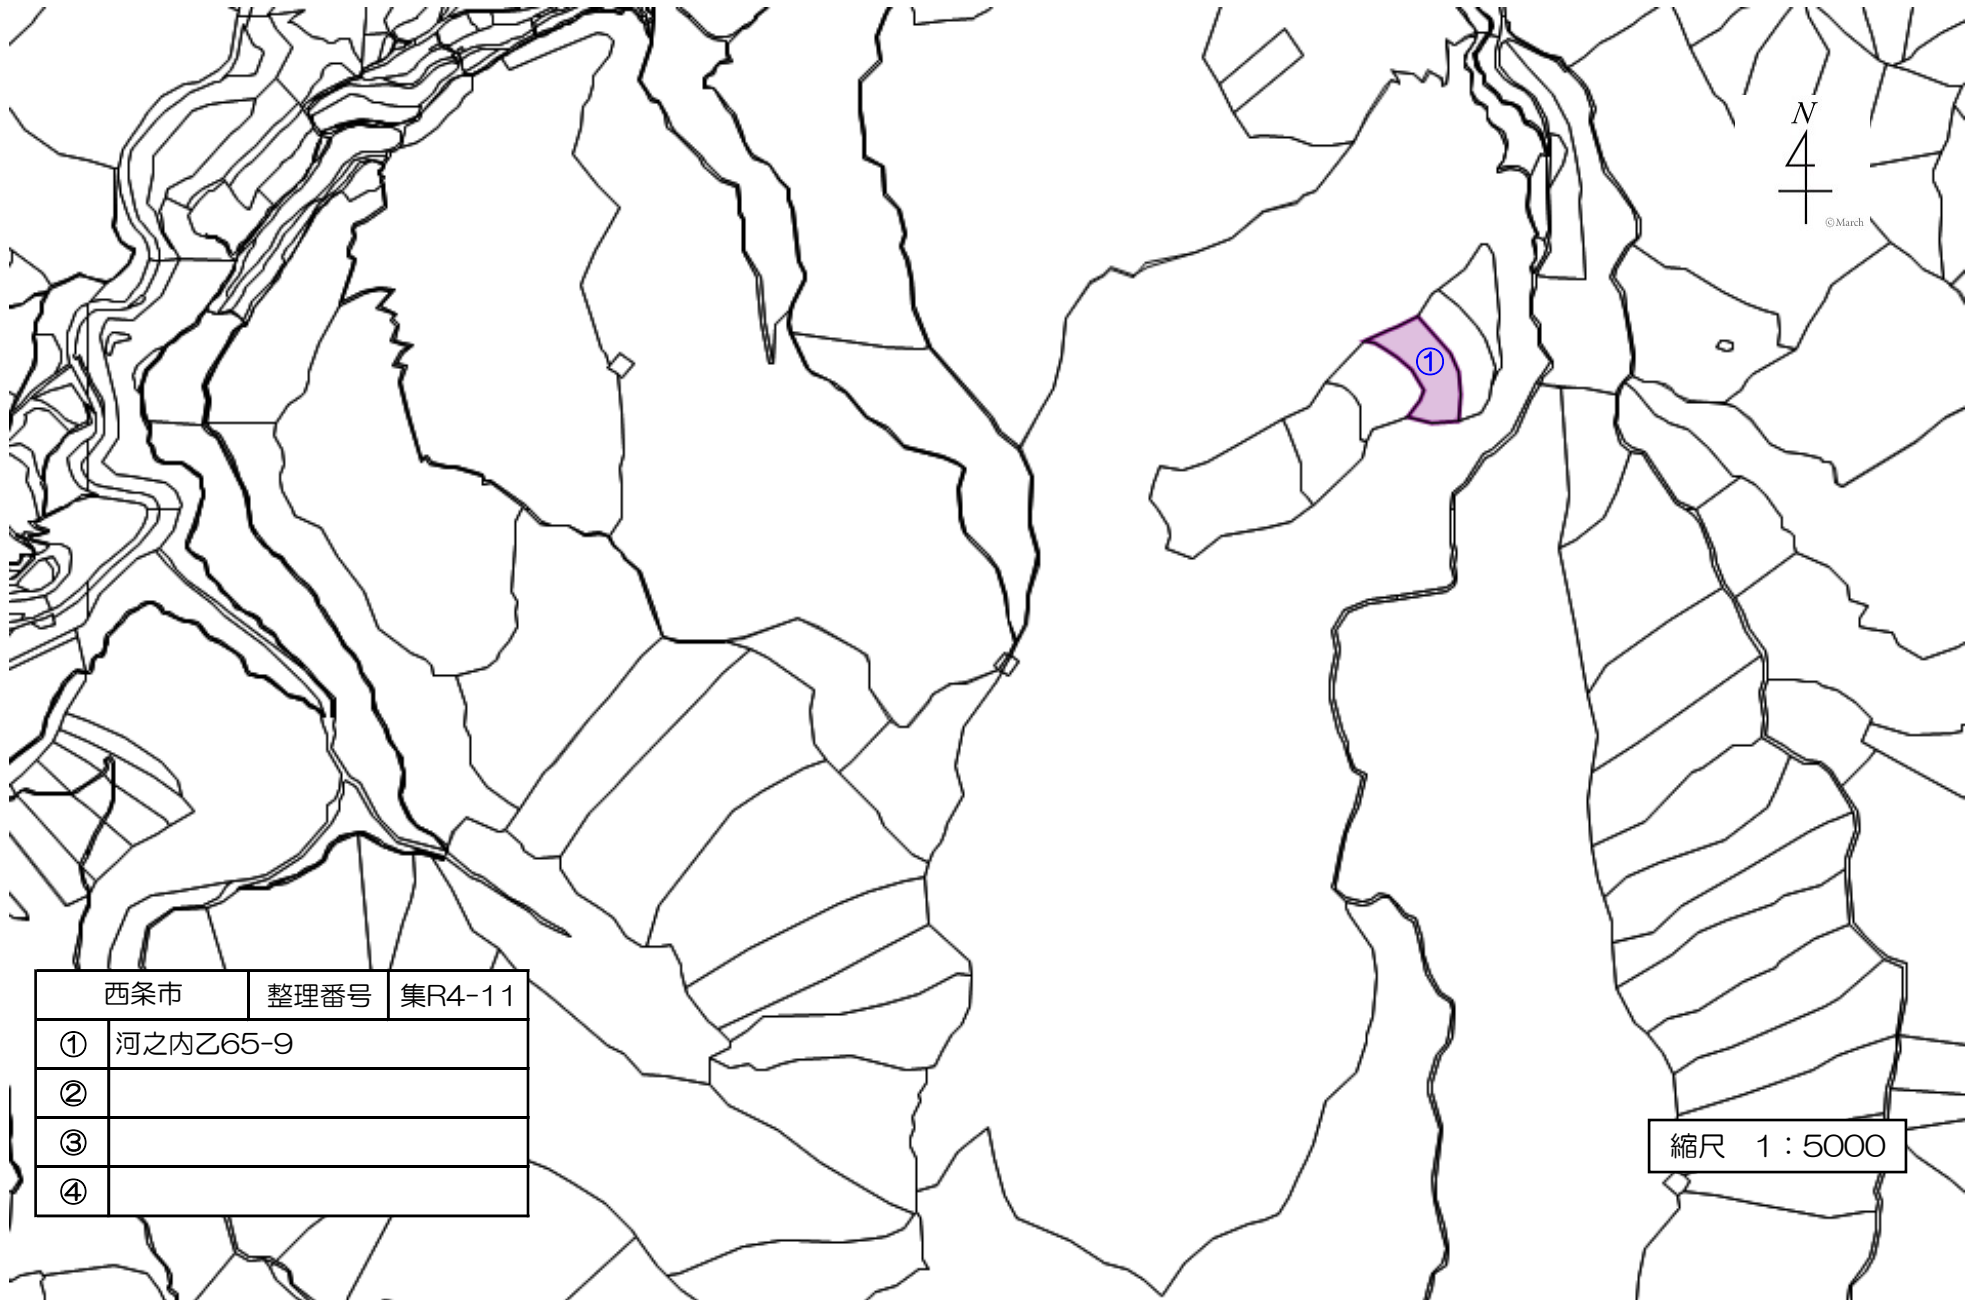 N
©March
①
西条市 整理番号 集R4-11
① 河之内乙65-9
②
③
④
縮尺 1:5000